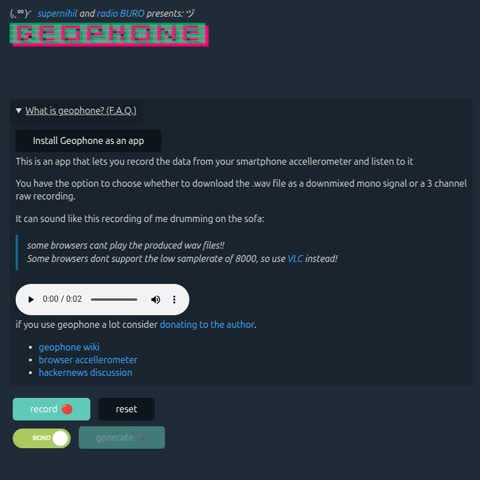 (◟ᵒᵒ)◜ supernihil and radio BURO presents: ヅ
GEOPHONE
▼ What is geophone? (F.A.Q.)
Install Geophone as an app
This is an app that lets you record the data from your smartphone accellerometer and listen to it
You have the option to choose whether to download the .wav file as a downmixed mono signal or a 3 channel
raw recording.
It can sound like this recording of me drumming on the sofa:
some browsers cant play the produced wav files!!
Some browsers dont support the low samplerate of 8000, so use VLC instead!
0:00 / 0:02
if you use geophone a lot consider donating to the author.
• geophone wiki
• browser accellerometer
• hackernews discussion
record 🔴 reset
MONO generate